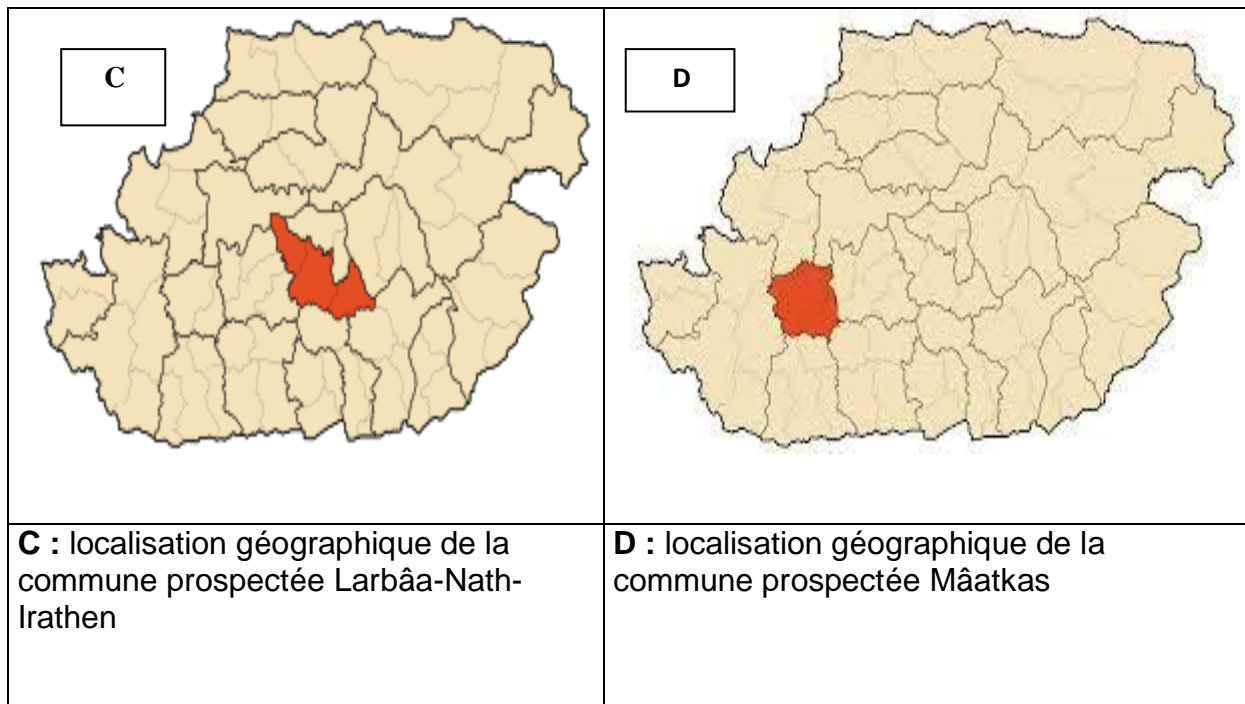 C
D
C : localisation géographique de la
commune prospectée Larbâa-Nath-
Irathen
D : localisation géographique de la
commune prospectée Mâatkas